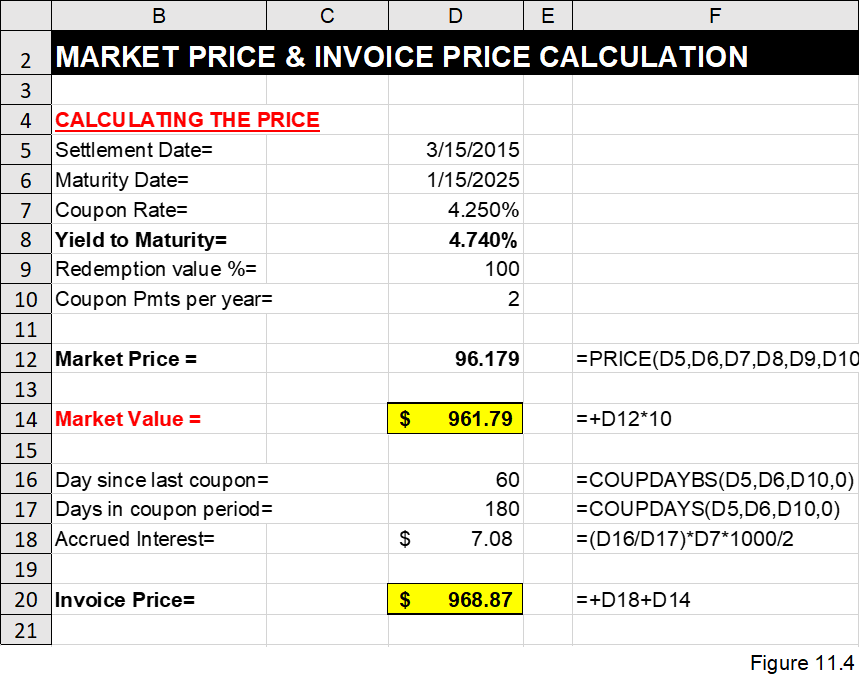 B C D E F
2 MARKET PRICE & INVOICE PRICE CALCULATION
3
4 CALCULATING THE PRICE
5 Settlement Date= 3/15/2015
6 Maturity Date= 1/15/2025
7 Coupon Rate= 4.250%
8 Yield to Maturity= 4.740%
9 Redemption value %= 100
10 Coupon Pmts per year= 2
11
12 Market Price = 96.179 =PRICE(D5,D6,D7,D8,D9,D10
13
14 Market Value = $ 961.79 =+D12*10
15
16 Day since last coupon= 60 =COUPDAYBS(D5,D6,D10,0)
17 Days in coupon period= 180 =COUPDAYS(D5,D6,D10,0)
18 Accrued Interest= $ 7.08 =(D16/D17)*D7*1000/2
19
20 Invoice Price= $ 968.87 =+D18+D14
21
Figure 11.4